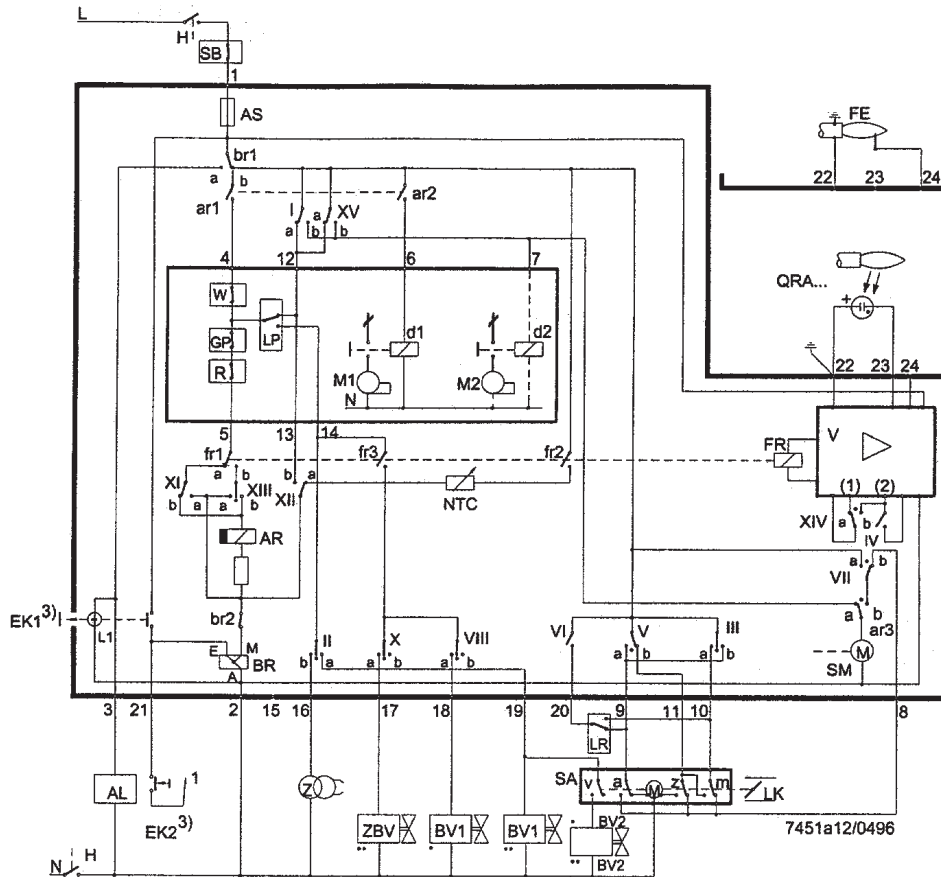 L
H
SB
1
AS
FE
22 23 24
br1
a b
ar1
ar2
I
a b
a XV b
4 12 6 7
QRA...
+
W
GP
R
LP
d1
d2
M1
M2
N
22 23 24
V
FR
5 13 14
fr1
a b
fr3
fr2
XI
b a a b
XIII
b a
XII
NTC
(1) (2)
XIV
a b
IV
AR
a b
VII
a b
ar3
EK1 3)
L1
br2
E M
BR
A
II
b a
X
a b
VIII
a b
VI
V
a b
III
a b
M
SM
3 21 2 15 16 17 18 19 20 9 11 10 8
LR
AL
1
EK2 3)
Z
SA
v a M z m
LK
ZBV
BV1
BV1
BV2
BV2
7451a12/0496
N H